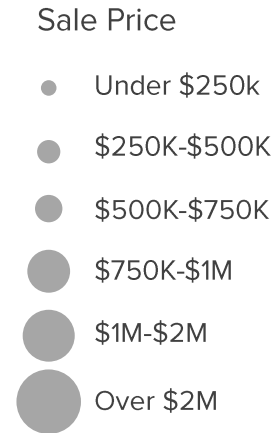 Sale Price
Under $250k
$250K-$500K
$500K-$750K
$750K-$1M
$1M-$2M
Over $2M